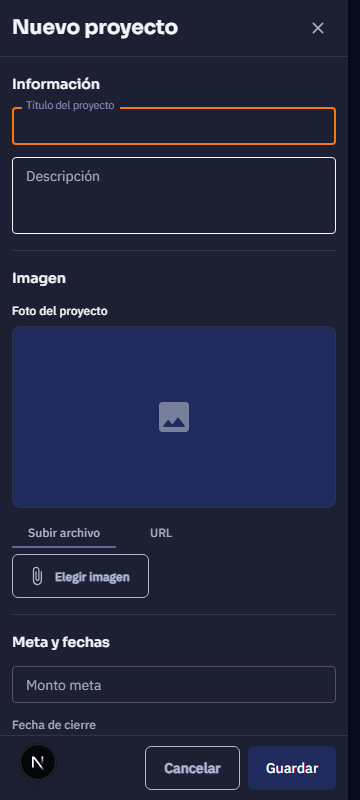 Nuevo proyecto
Información
Título del proyecto
Descripción
Imagen
Foto del proyecto
Subir archivo URL
Elegir imagen
Meta y fechas
Monto meta
Fecha de cierre
N
Cancelar Guardar